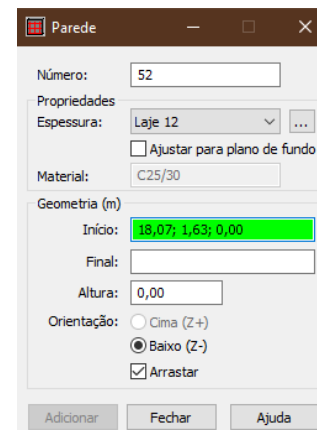 Parede
Número: 52
Propriedades
Espessura: Laje 12 ...
Ajustar para plano de fundo
Material: C25/30
Geometria (m)
Início: 18,07; 1,63; 0,00
Final:
Altura: 0,00
Orientação: Cima (Z+)
Baixo (Z-)
Arrastar
Adicionar Fechar Ajuda